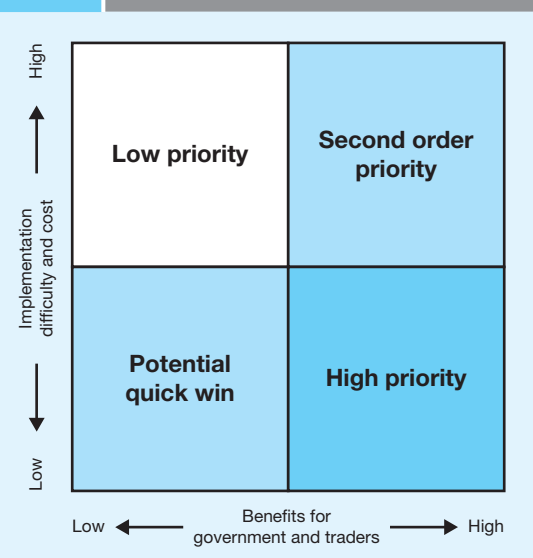 High
Low priority
Second order
priority
Implementation
difficulty and cost
Potential
quick win
High priority
Low
Low
Benefits for
government and traders
High